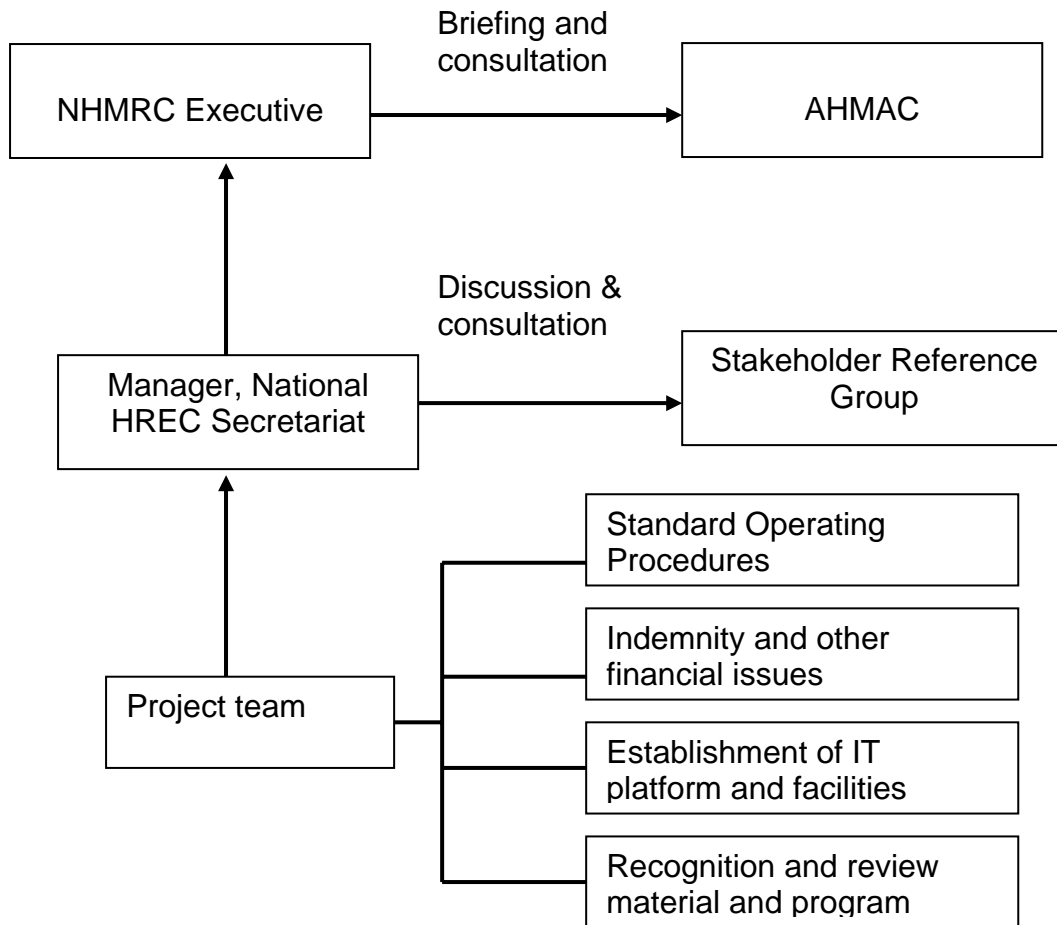 Briefing and
consultation
NHMRC Executive
AHMAC
Discussion &
consultation
Manager, National
HREC Secretariat
Stakeholder Reference
Group
Standard Operating
Procedures
Indemnity and other
financial issues
Project team
Establishment of IT
platform and facilities
Recognition and review
material and program